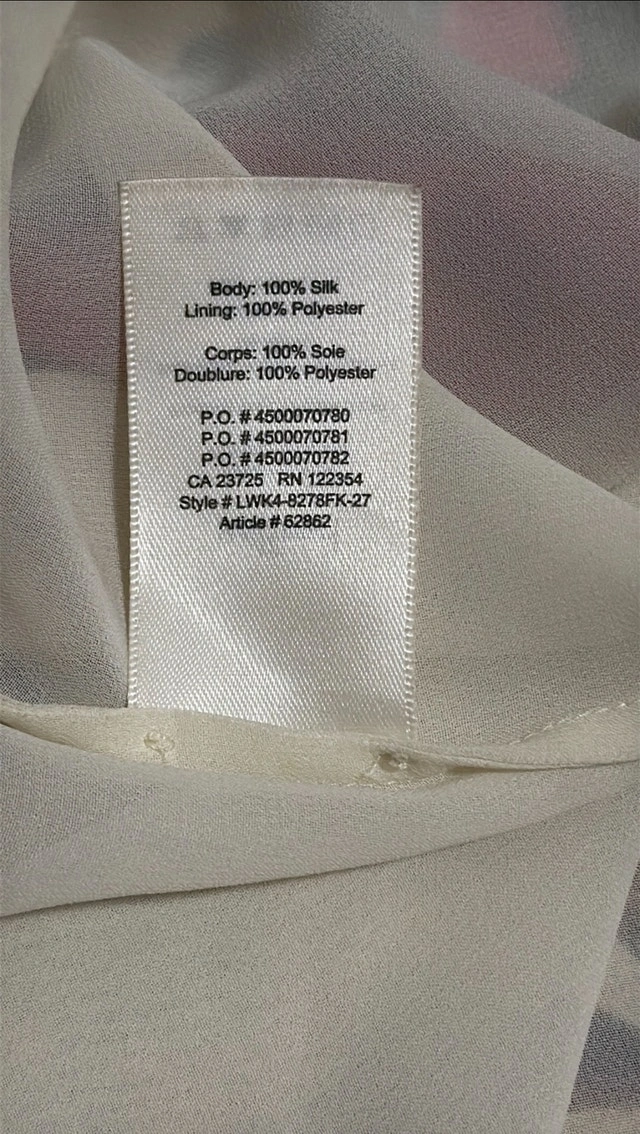 Body: 100% Silk
Lining: 100% Polyester
Corps: 100% Soie
Doublure: 100% Polyester
P.O. # 4500070780
P.O. # 4500070781
P.O. # 4500070782
CA 23725 RN 122354
Style # LWK4-8278FK-27
Article # 62862